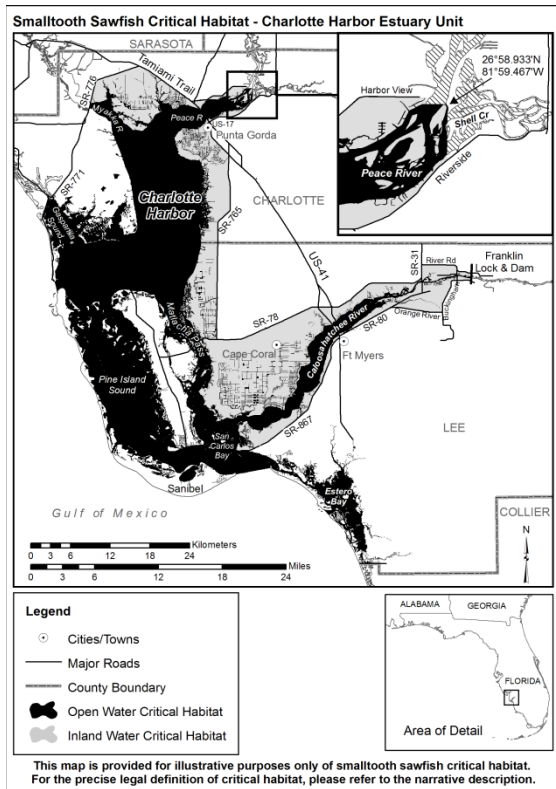 Smalltooth Sawfish Critical Habitat - Charlotte Harbor Estuary Unit
SARASOTA
Tamiami Trail
SR-776
Myakka R
Peace R
US-17
Punta Gorda
26°58.933'N
81°59.467'W
Harbor View
Shell Cr
Peace River
Riverside
SR-771
Gasparilla
Sound
Charlotte
Harbor
CHARLOTTE
SR-765
US-41
SR-31
River Rd
Franklin
Lock & Dam
Buckingham
Orange River
SR-78
SR-80
Matlacha Pass
Cape Coral
Caloosahatchee River
Ft Myers
Pine Island
Sound
San
Carlos
Bay
SR-867
LEE
Sanibel
Estero
Bay
Gulf of Mexico
COLLIER
N
Kilometers
0 3 6 12 18 24
Miles
0 3 6 12 18 24
Legend
Cities/Towns
Major Roads
County Boundary
Open Water Critical Habitat
Inland Water Critical Habitat
ALABAMA
GEORGIA
FLORIDA
Area of Detail
This map is provided for illustrative purposes only of smalltooth sawfish critical habitat.
For the precise legal definition of critical habitat, please refer to the narrative description.